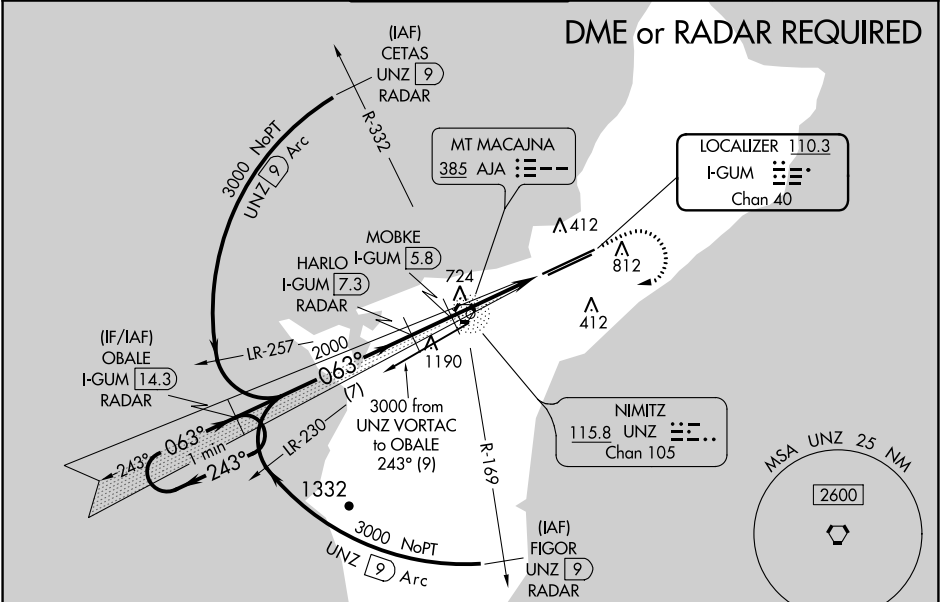 DME or RADAR REQUIRED
(IAF)
CETAS
UNZ 9
RADAR
R-332
3000 NoPT
UNZ 9 Arc
MT MACAJNA
385 AJA
LOCALIZER 110.3
I-GUM
Chan 40
412
812
412
MOBKE
I-GUM 5.8
724
HARLO
I-GUM 7.3
RADAR
1190
(IF/IAF)
OBALE
I-GUM 14.3
RADAR
LR-257
2000
063°
(7)
LR-230
3000 from
UNZ VORTAC
to OBALE
243° (9)
R-169
243°
063°
1 min
243°
NIMITZ
115.8 UNZ
Chan 105
1332
3000 NoPT
UNZ 9 Arc
(IAF)
FIGOR
UNZ 9
RADAR
MSA UNZ 25 NM
2600